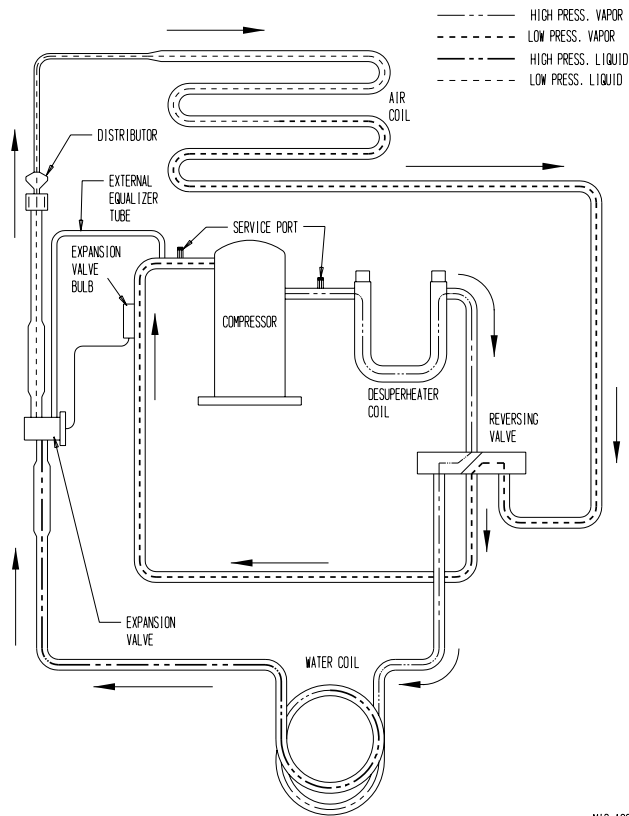 HIGH PRESS. VAPOR
LOW PRESS. VAPOR
HIGH PRESS. LIQUID
LOW PRESS. LIQUID
AIR
COIL
DISTRIBUTOR
EXTERNAL
EQUALIZER
TUBE
SERVICE PORT
EXPANSION
VALVE
BULB
COMPRESSOR
DESUPERHEATER
COIL
REVERSING
VALVE
EXPANSION
VALVE
WATER COIL